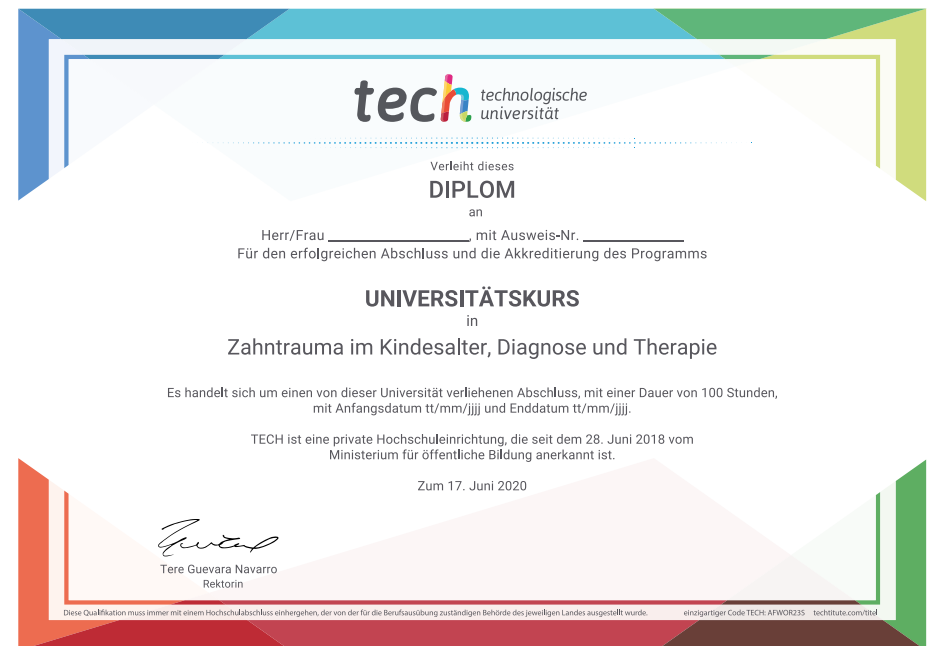 tech technologische
universität
Verleiht dieses
DIPLOM
an
Herr/Frau ____________, mit Ausweis-Nr. ____________
Für den erfolgreichen Abschluss und die Akkreditierung des Programms
UNIVERSITÄTSKURS
in
Zahntrauma im Kindesalter, Diagnose und Therapie
Es handelt sich um einen von dieser Universität verliehenen Abschluss, mit einer Dauer von 100 Stunden,
mit Anfangsdatum tt/mm/jjjj und Enddatum tt/mm/jjjj.
TECH ist eine private Hochschuleinrichtung, die seit dem 28. Juni 2018 vom
Ministerium für öffentliche Bildung anerkannt ist.
Zum 17. Juni 2020
Tere Guevara Navarro
Rektorin
Diese Qualifikation muss immer mit einem Hochschulabschluss einhergehen, der von der für die Berufsausübung zuständigen Behörde des jeweiligen Landes ausgestellt wurde. einzigartiger Code TECH: AFWOR23S techtitute.com/titel